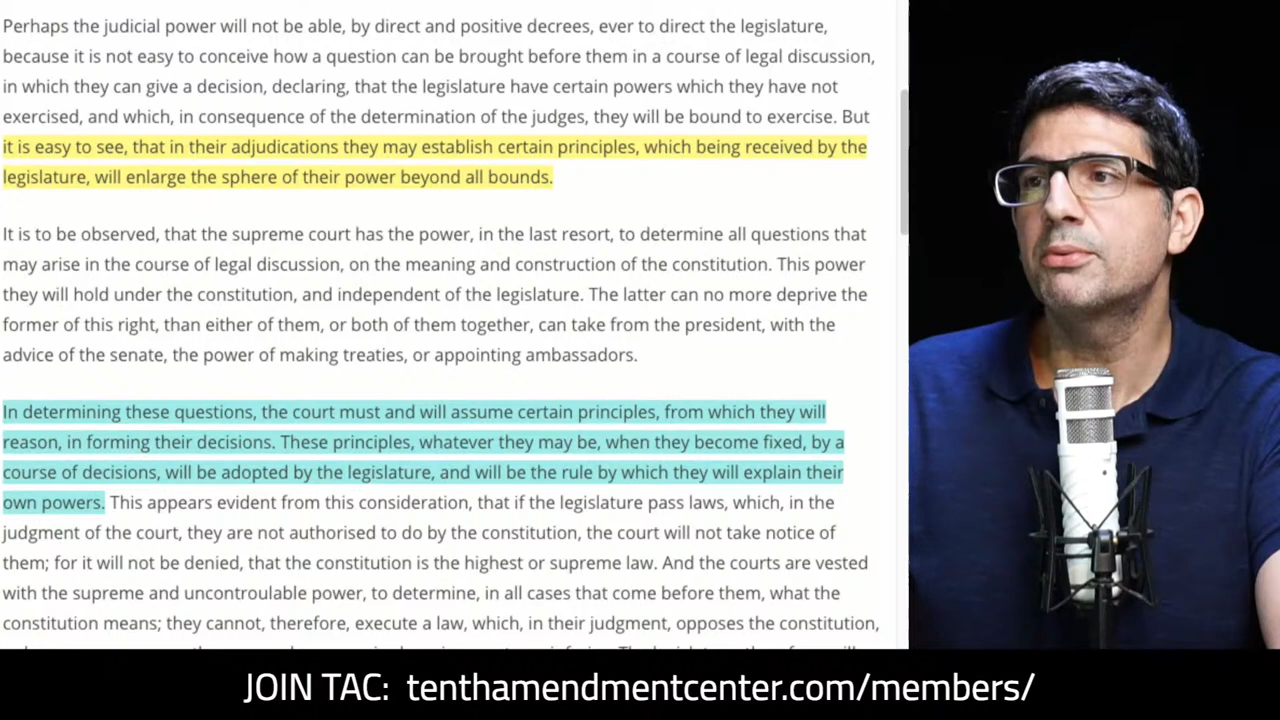 Perhaps the judicial power will not be able, by direct and positive decrees, ever to direct the legislature,
because it is not easy to conceive how a question can be brought before them in a course of legal discussion,
in which they can give a decision, declaring, that the legislature have certain powers which they have not
exercised, and which, in consequence of the determination of the judges, they will be bound to exercise. But
it is easy to see, that in their adjudications they may establish certain principles, which being received by the
legislature, will enlarge the sphere of their power beyond all bounds.
It is to be observed, that the supreme court has the power, in the last resort, to determine all questions that
may arise in the course of legal discussion, on the meaning and construction of the constitution. This power
they will hold under the constitution, and independent of the legislature. The latter can no more deprive the
former of this right, than either of them, or both of them together, can take from the president, with the
advice of the senate, the power of making treaties, or appointing ambassadors.
In determining these questions, the court must and will assume certain principles, from which they will
reason, in forming their decisions. These principles, whatever they may be, when they become fixed, by a
course of decisions, will be adopted by the legislature, and will be the rule by which they will explain their
own powers. This appears evident from this consideration, that if the legislature pass laws, which, in the
judgment of the court, they are not authorised to do by the constitution, the court will not take notice of
them; for it will not be denied, that the constitution is the highest or supreme law. And the courts are vested
with the supreme and uncontroulable power, to determine, in all cases that come before them, what the
constitution means; they cannot, therefore, execute a law, which, in their judgment, opposes the constitution,
JOIN TAC: tenthamendmentcenter.com/members/